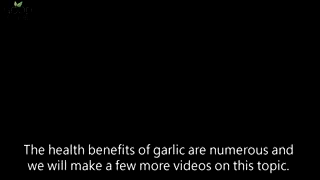 The health benefits of garlic are numerous and
we will make a few more videos on this topic.